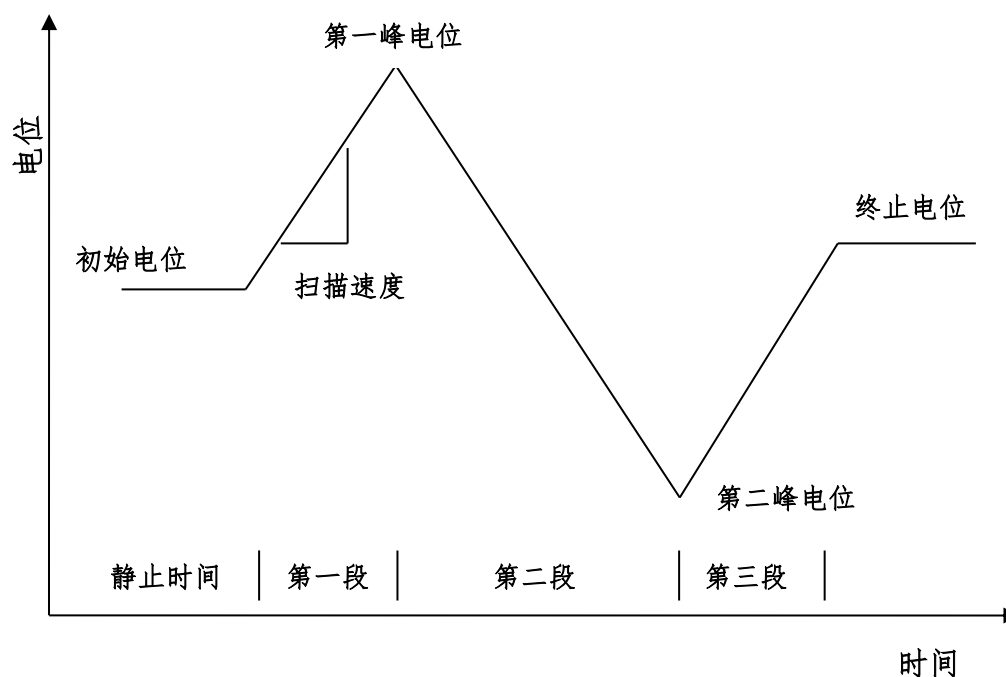 第一峰电位
电位
终止电位
初始电位
扫描速度
第二峰电位
静止时间 第一段 第二段 第三段
时间